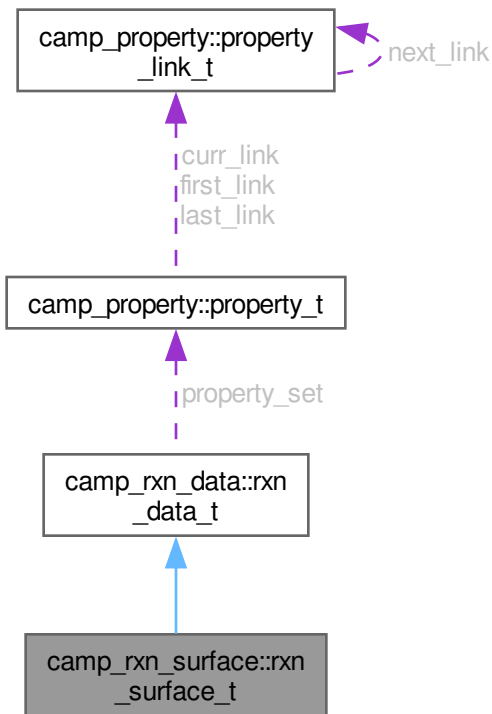 camp_property::property
_link_t
next_link
curr_link
first_link
last_link
camp_property::property_t
property_set
camp_rxn_data::rxn
_data_t
camp_rxn_surface::rxn
_surface_t